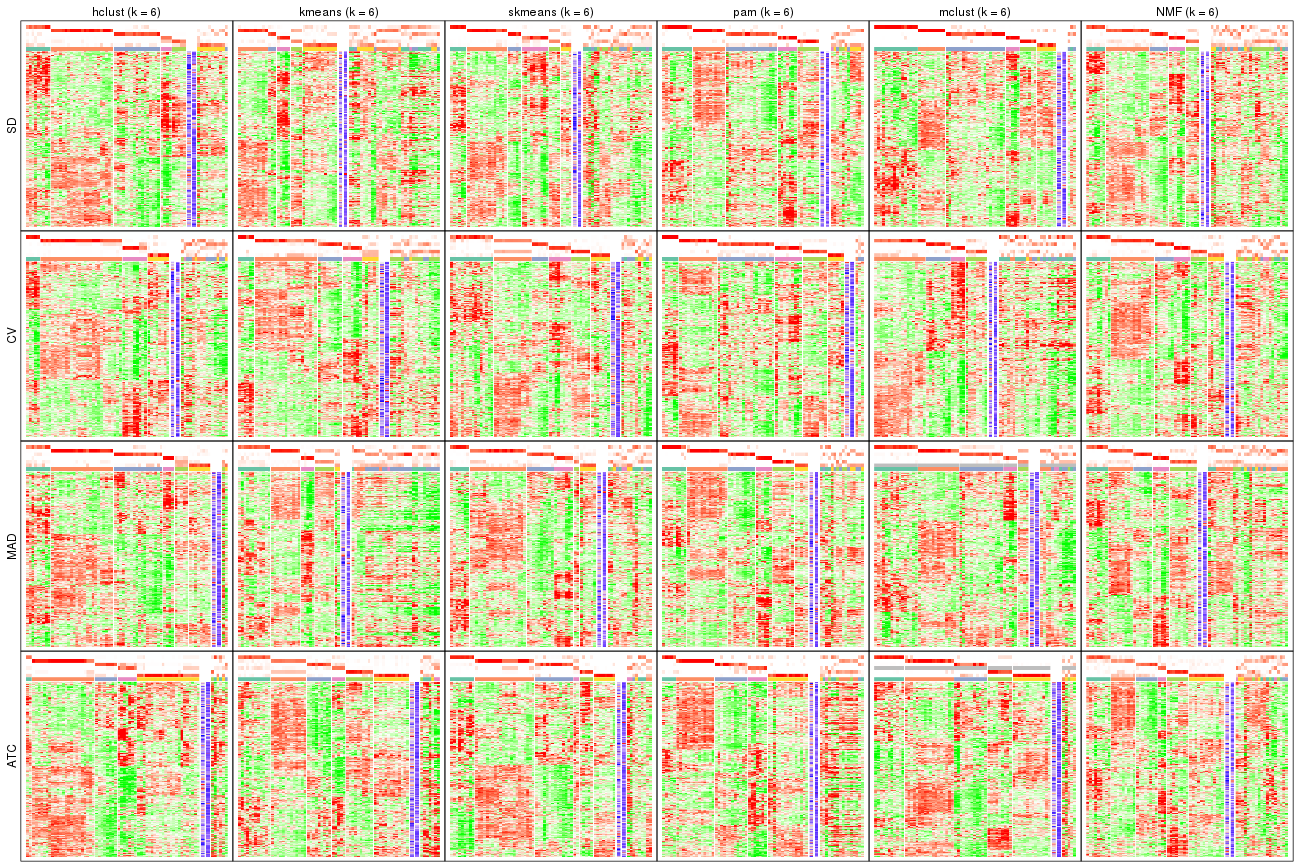 hclust (k = 6) kmeans (k = 6) skmeans (k = 6) pam (k = 6) mclust (k = 6) NMF (k = 6)
SD
CV
MAD
ATC